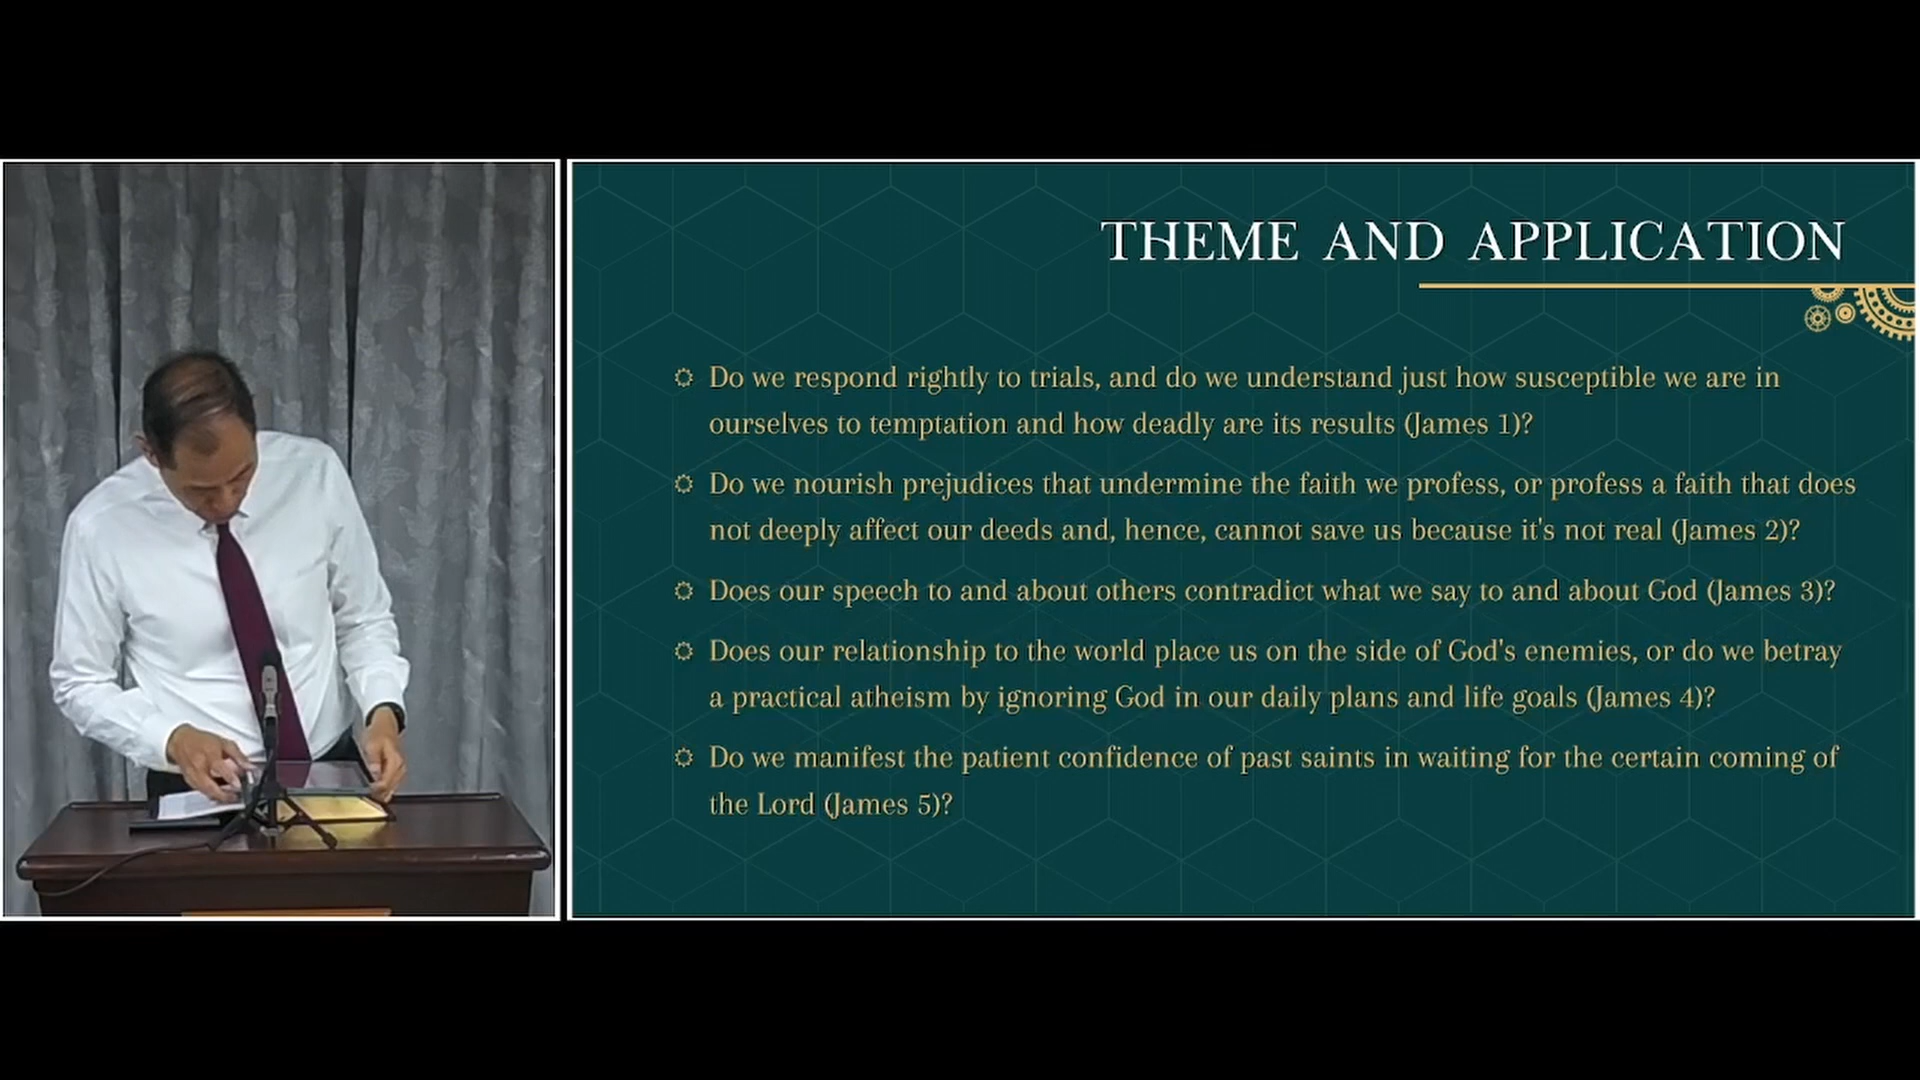 THEME AND APPLICATION
Do we respond rightly to trials, and do we understand just how susceptible we are in
ourselves to temptation and how deadly are its results (James 1)?
Do we nourish prejudices that undermine the faith we profess, or profess a faith that does
not deeply affect our deeds and, hence, cannot save us because it's not real (James 2)?
Does our speech to and about others contradict what we say to and about God (James 3)?
Does our relationship to the world place us on the side of God's enemies, or do we betray
a practical atheism by ignoring God in our daily plans and life goals (James 4)?
Do we manifest the patient confidence of past saints in waiting for the certain coming of
the Lord (James 5)?